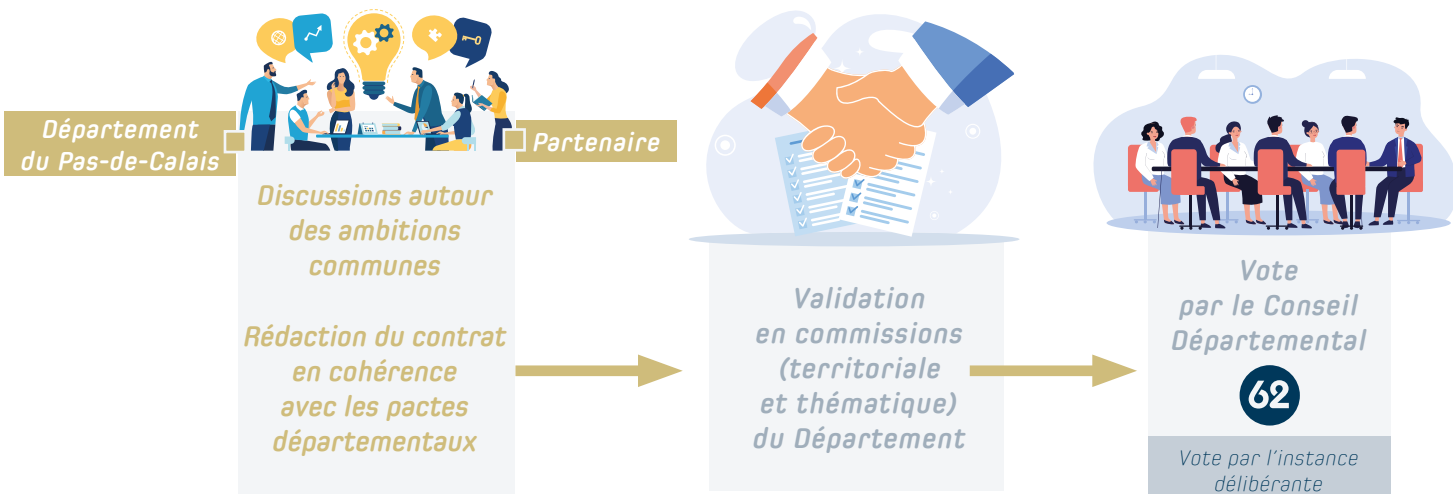 Département
du Pas-de-Calais
Partenaire
Discussions autour
des ambitions
communes
Rédaction du contrat
en cohérence
avec les pactes
départementaux
Validation
en commissions
(territoriale
et thématique)
du Département
Vote
par le Conseil
Départemental
62
Vote par l'instance
délibérante